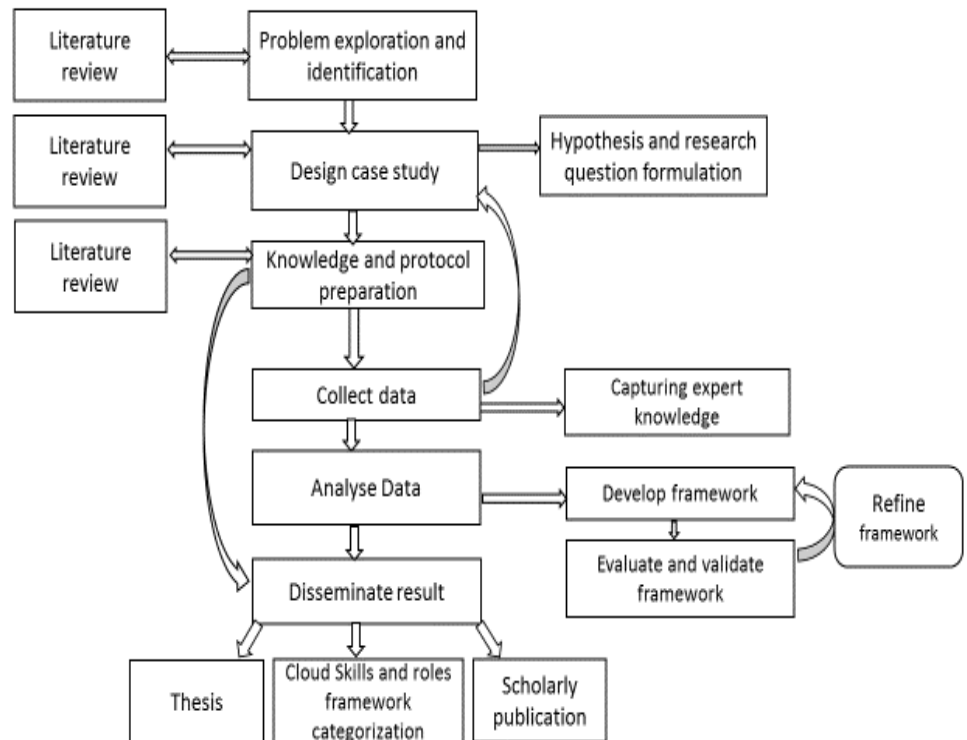 Literature
review
Problem exploration and
identification
Literature
review
Design case study
Hypothesis and research
question formulation
Literature
review
Knowledge and protocol
preparation
Collect data
Capturing expert
knowledge
Analyse Data
Develop framework
Refine
framework
Evaluate and validate
framework
Disseminate result
Thesis
Cloud Skills and roles
framework
categorization
Scholarly
publication